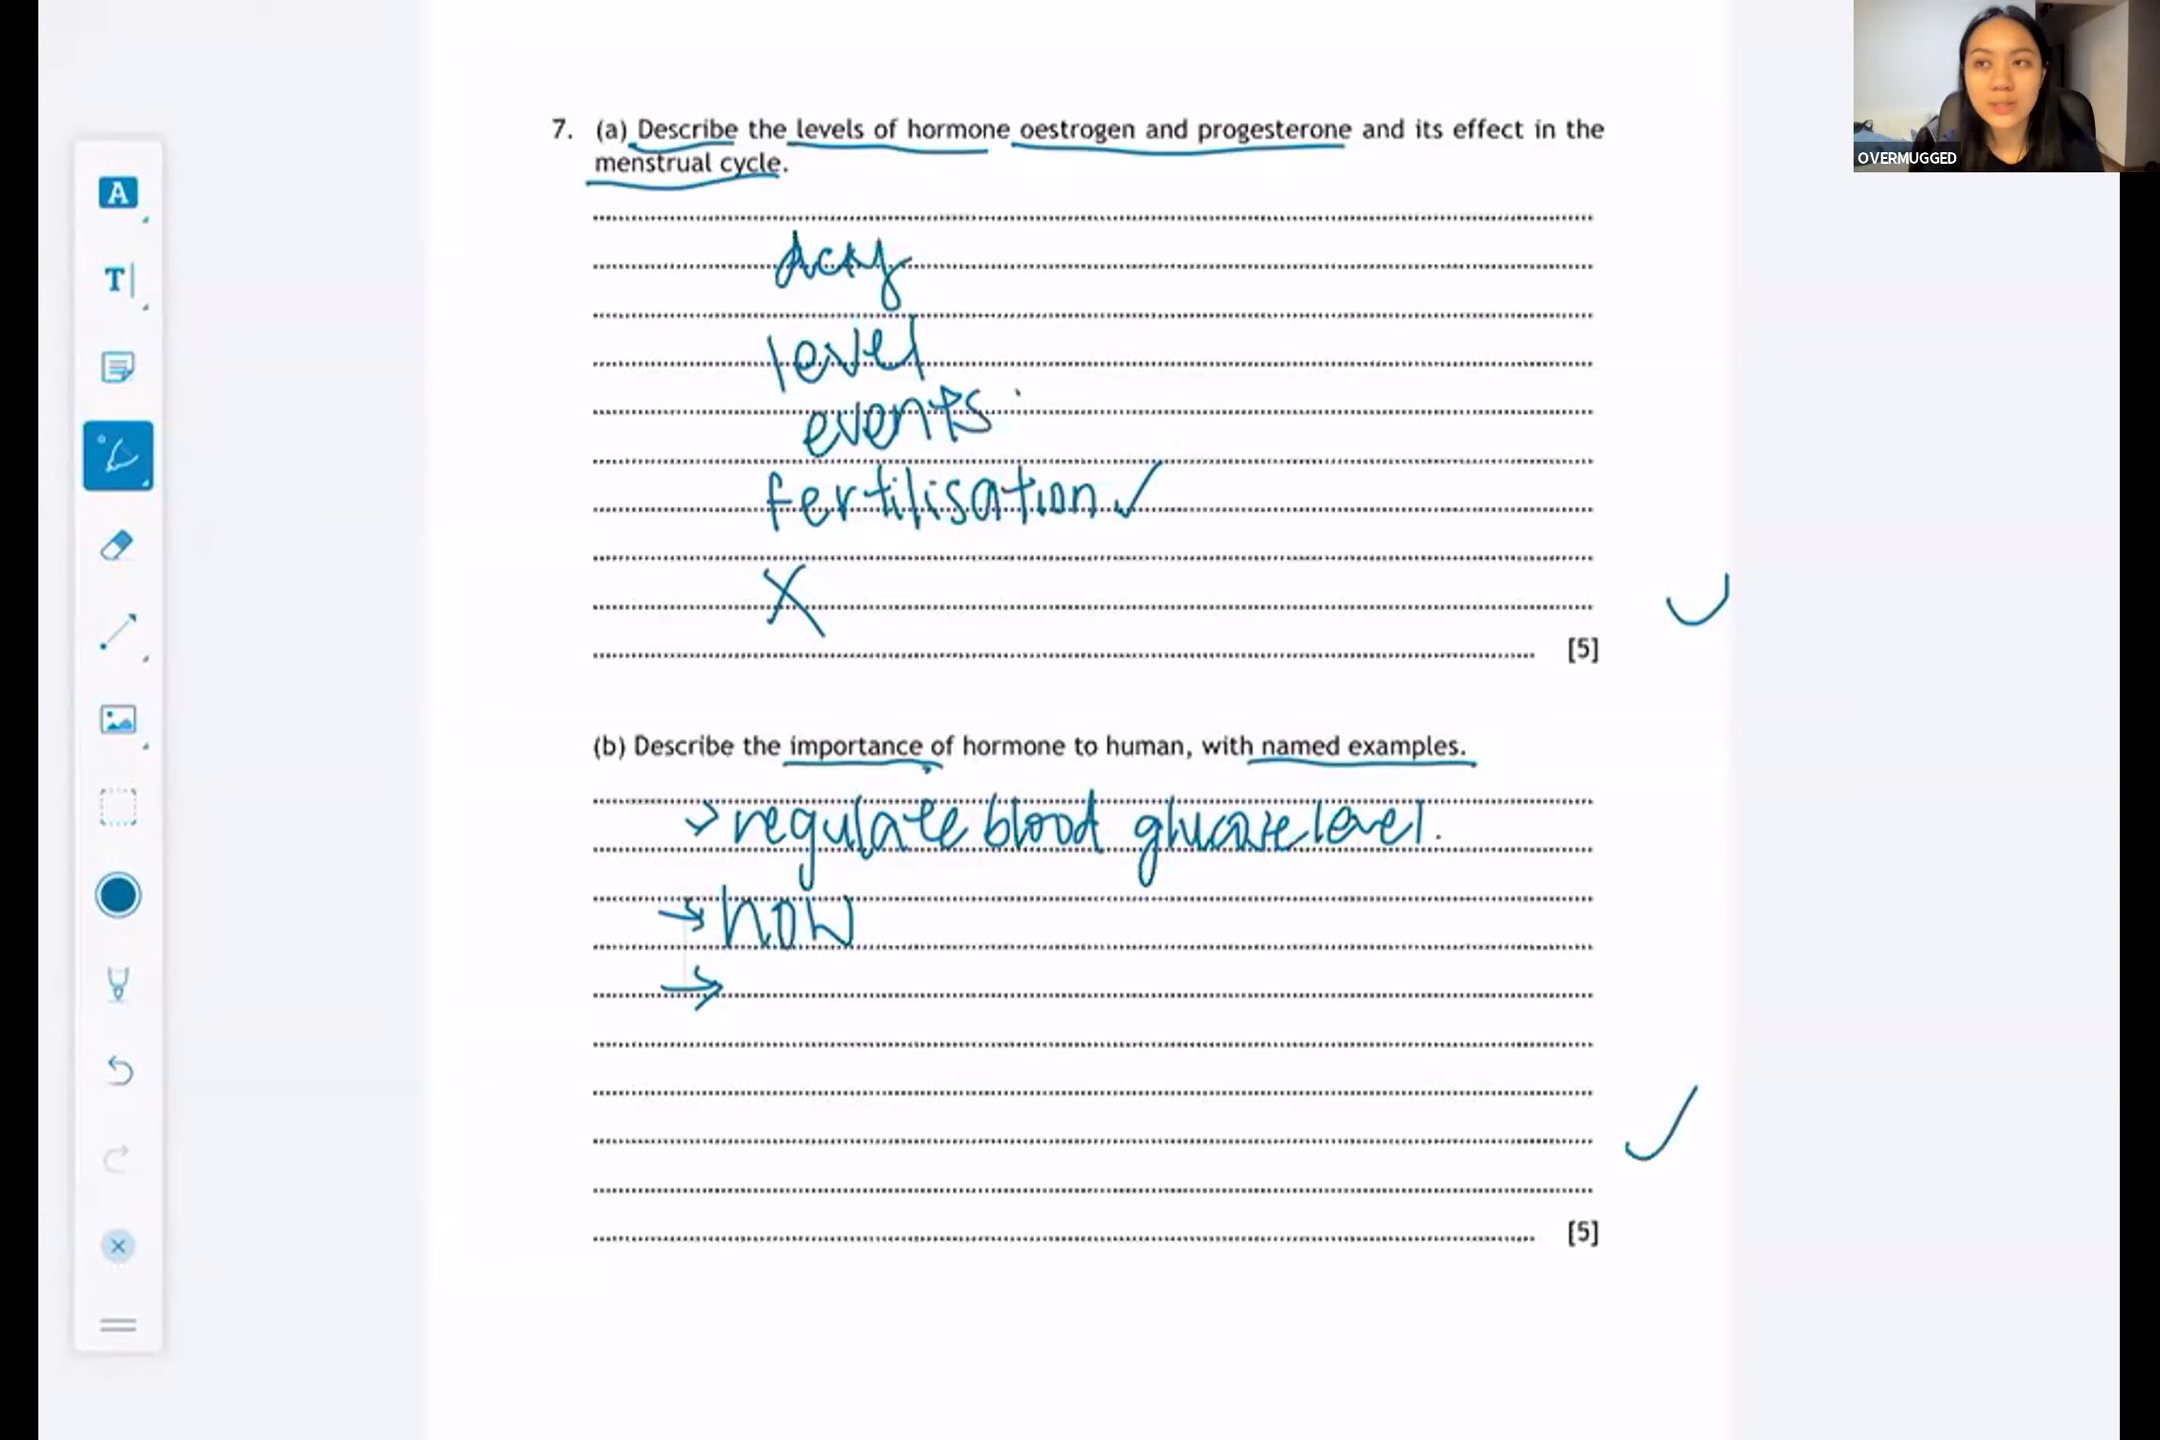 OVERMUGGED
7. (a) Describe the levels of hormone oestrogen and progesterone and its effect in the
menstrual cycle.
day
level
events
fertilisation ✓
X
[5]
(b) Describe the importance of hormone to human, with named examples.
→ regulate blood glucose level.
→ how
→
[5]
A
T